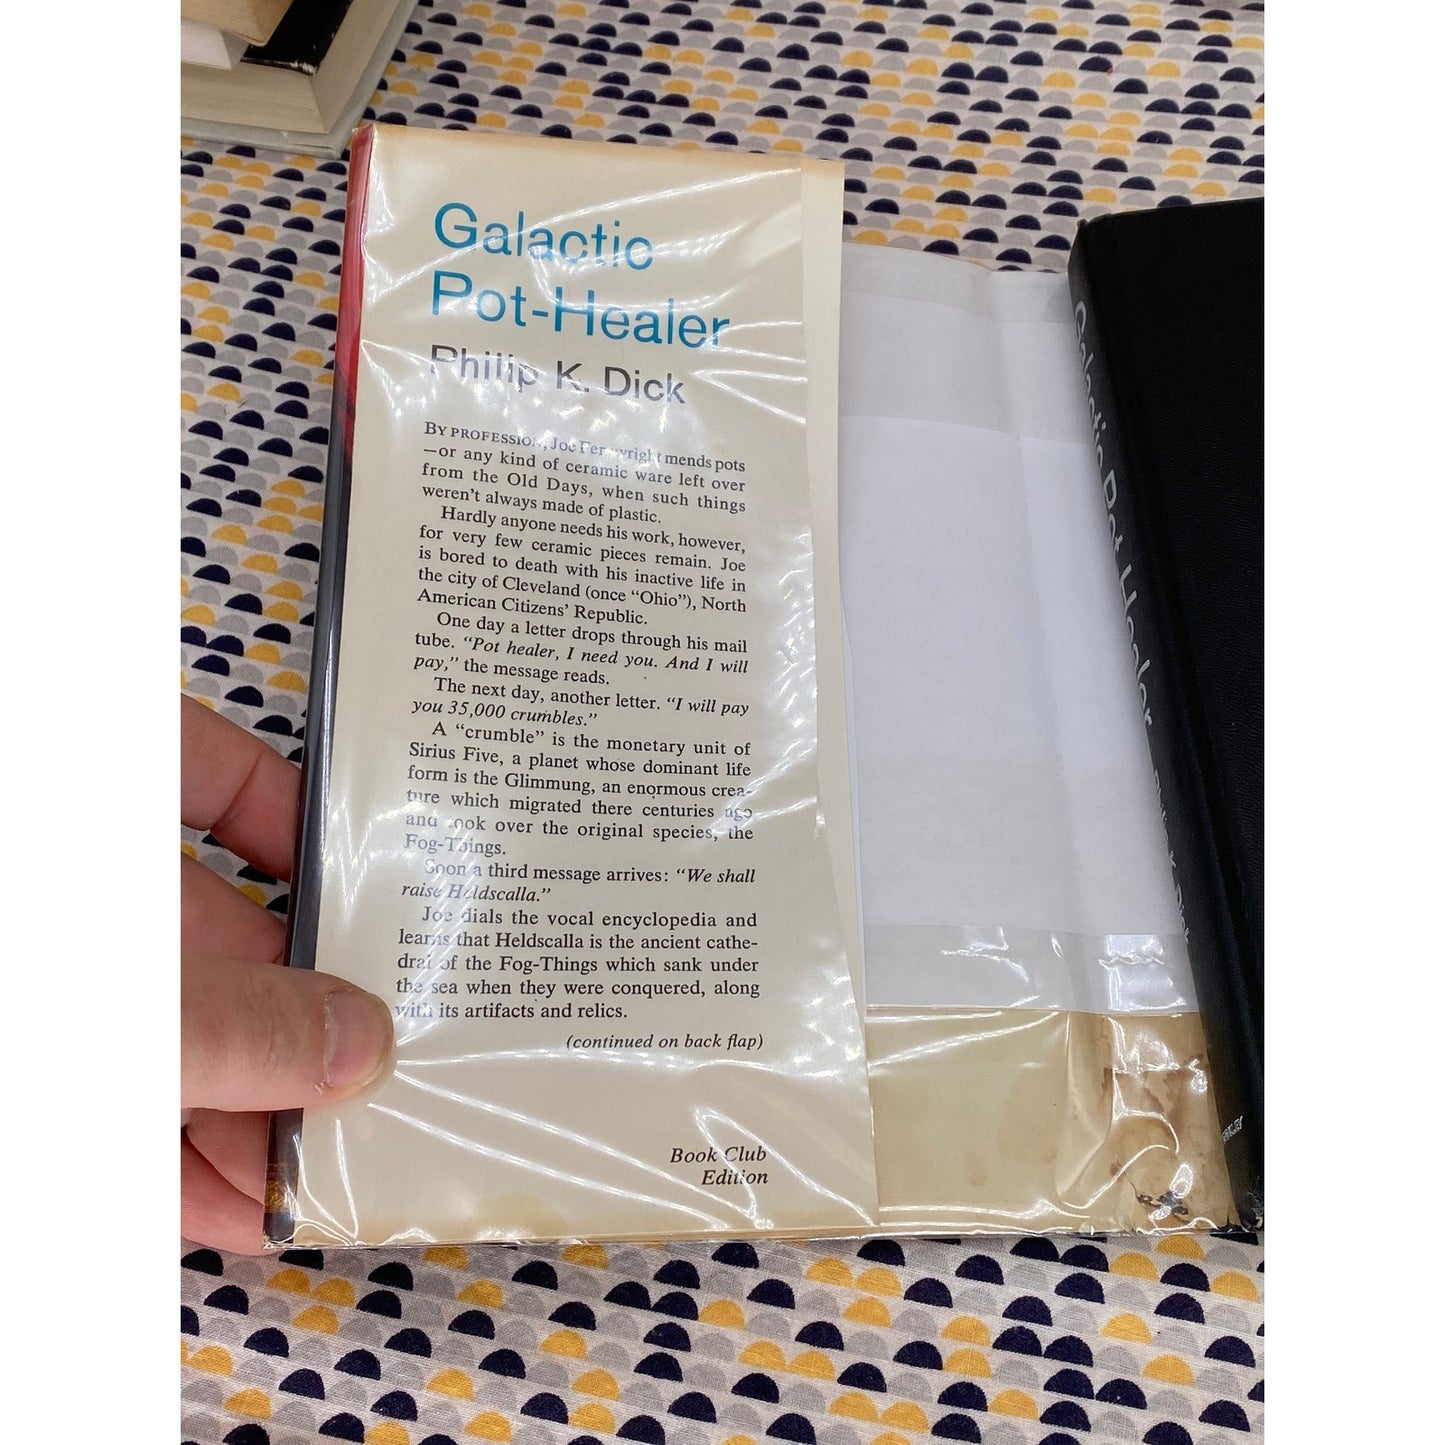 Galactic
Pot-Healer
Philip K. Dick
BY PROFESSION, Joe Fernwright mends pots
—or any kind of ceramic ware left over
from the Old Days, when such things
weren't always made of plastic.
Hardly anyone needs his work, however,
for very few ceramic pieces remain. Joe
is bored to death with his inactive life in
the city of Cleveland (once "Ohio"), North
American Citizens' Republic.
One day a letter drops through his mail
tube. "Pot healer, I need you. And I will
pay," the message reads.
The next day, another letter. "I will pay
you 35,000 crumbles."
A "crumble" is the monetary unit of
Sirius Five, a planet whose dominant life
form is the Glimmung, an enormous crea-
ture which migrated there centuries ago
and took over the original species, the
Fog-Things.
Soon a third message arrives: "We shall
raise Heldscalla."
Joe dials the vocal encyclopedia and
learns that Heldscalla is the ancient cathe-
dral of the Fog-Things which sank under
the sea when they were conquered, along
with its artifacts and relics.
(continued on back flap)
Book Club
Edition
Galactic Pot-Healer Philip K. Dick